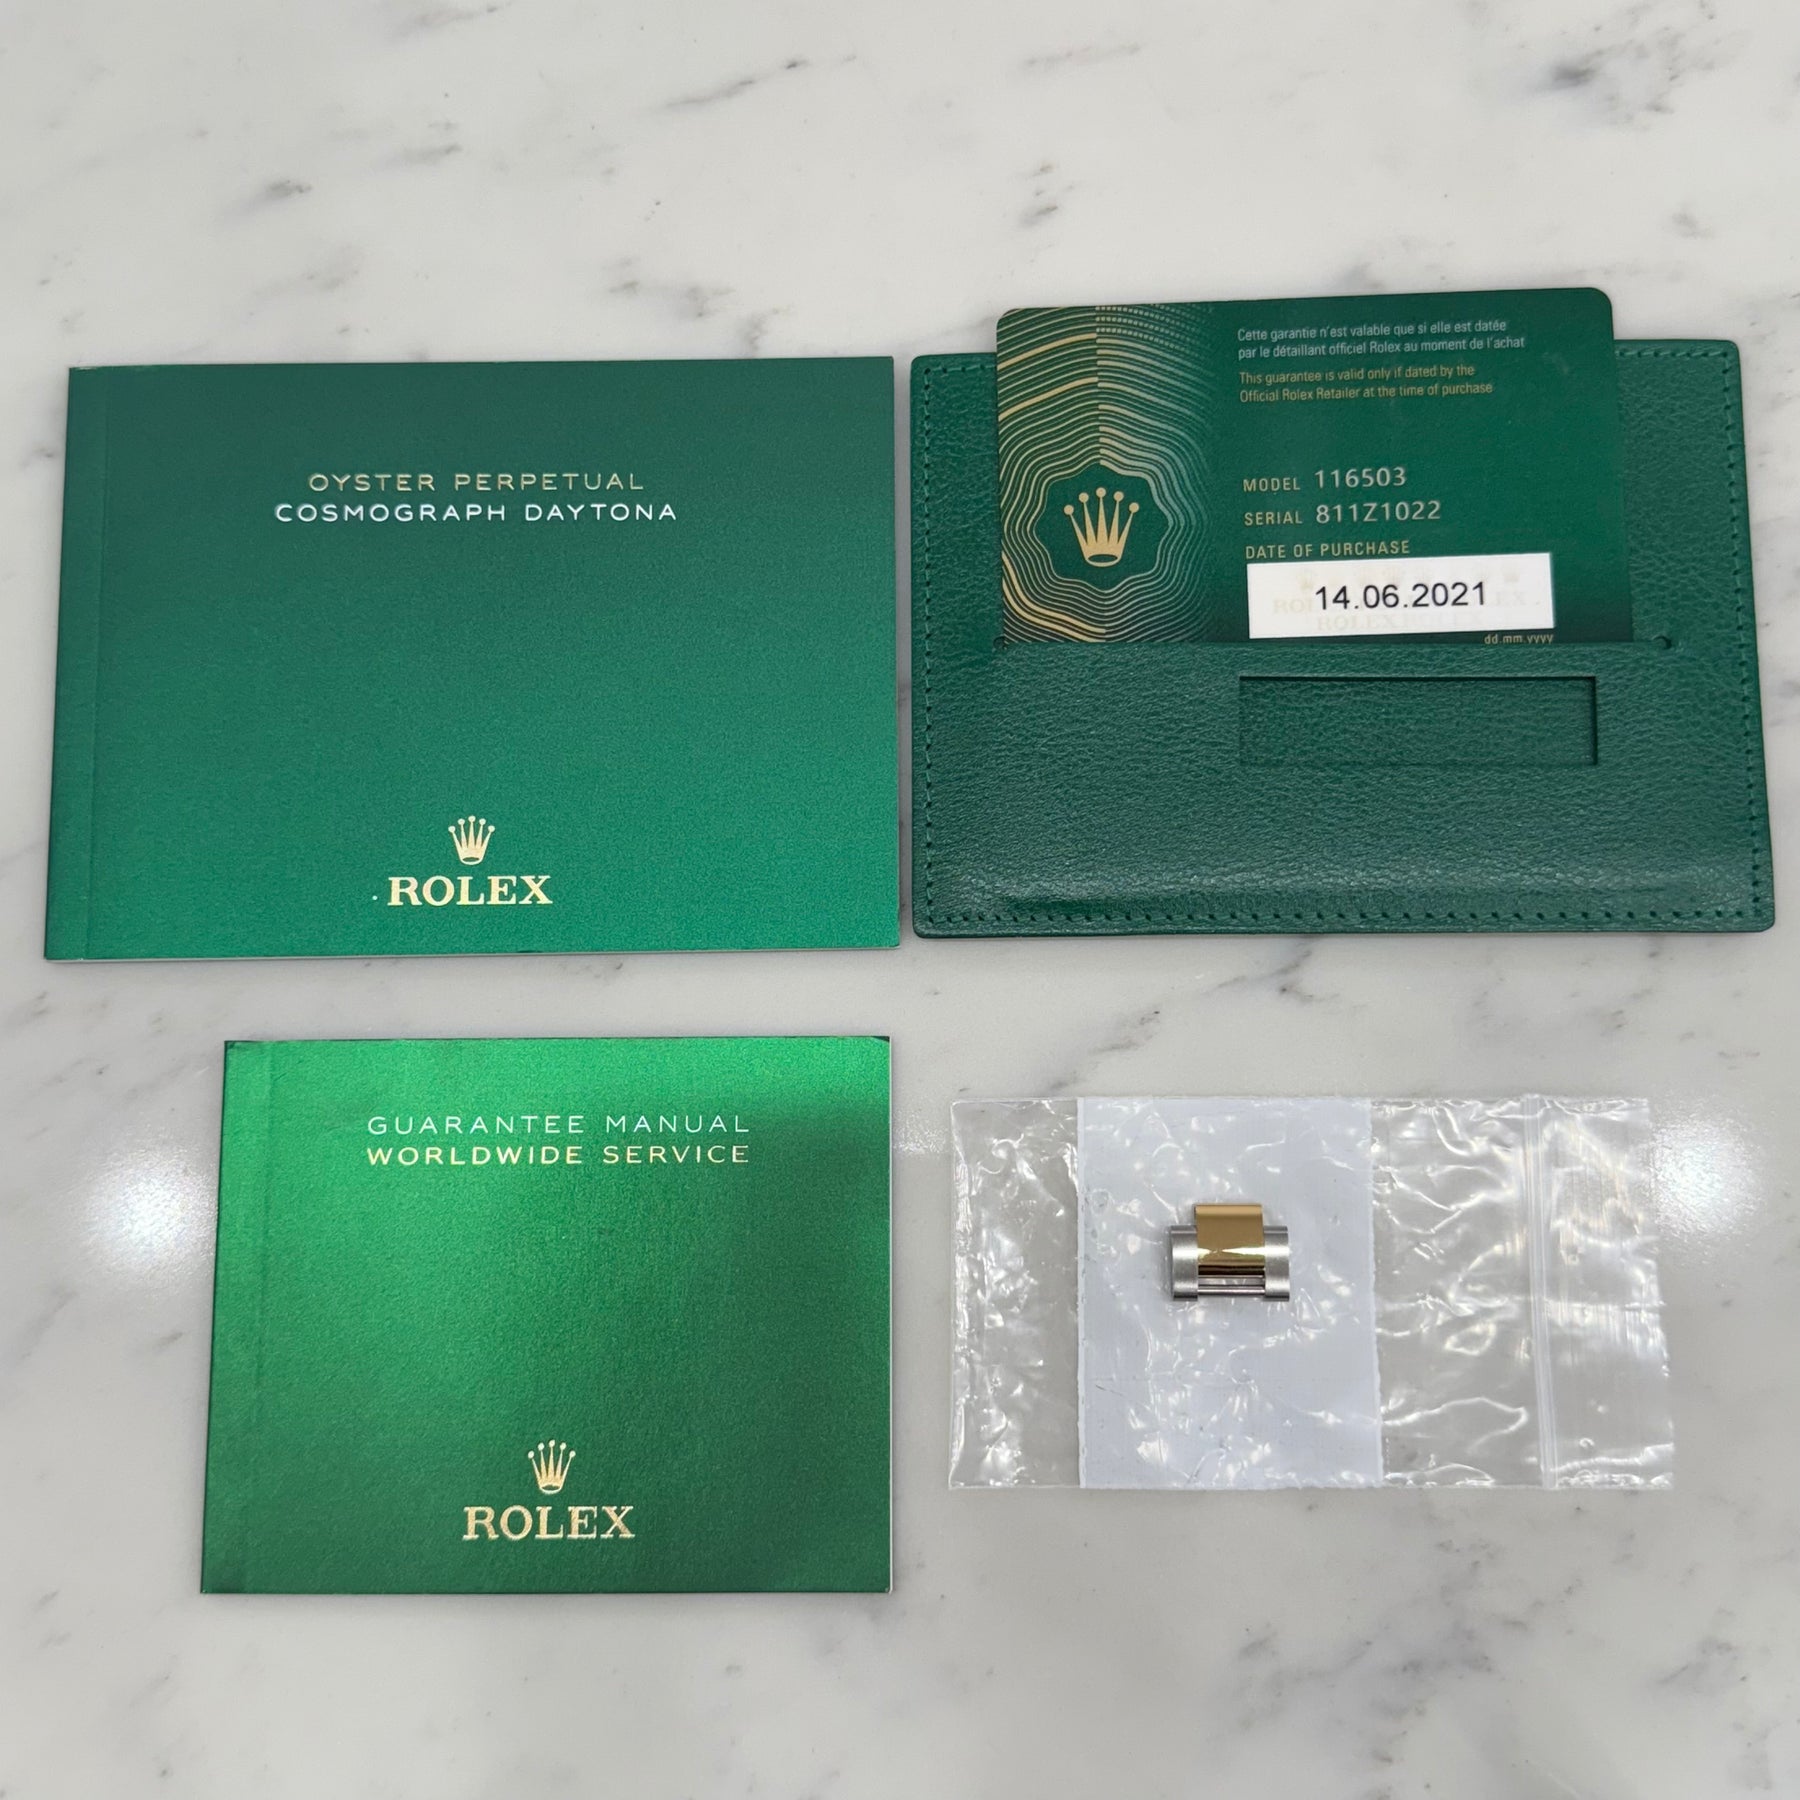 OYSTER PERPETUAL
COSMOGRAPH DAYTONA
ROLEX
Cette garantie n'est valable que si elle est datée
par le détaillant officiel Rolex au moment de l'achat
This guarantee is valid only if dated by the
Official Rolex Retailer at the time of purchase
MODEL 116503
SERIAL 811Z1022
DATE OF PURCHASE
14.06.2021
dd.mm.yyyy
GUARANTEE MANUAL
WORLDWIDE SERVICE
ROLEX